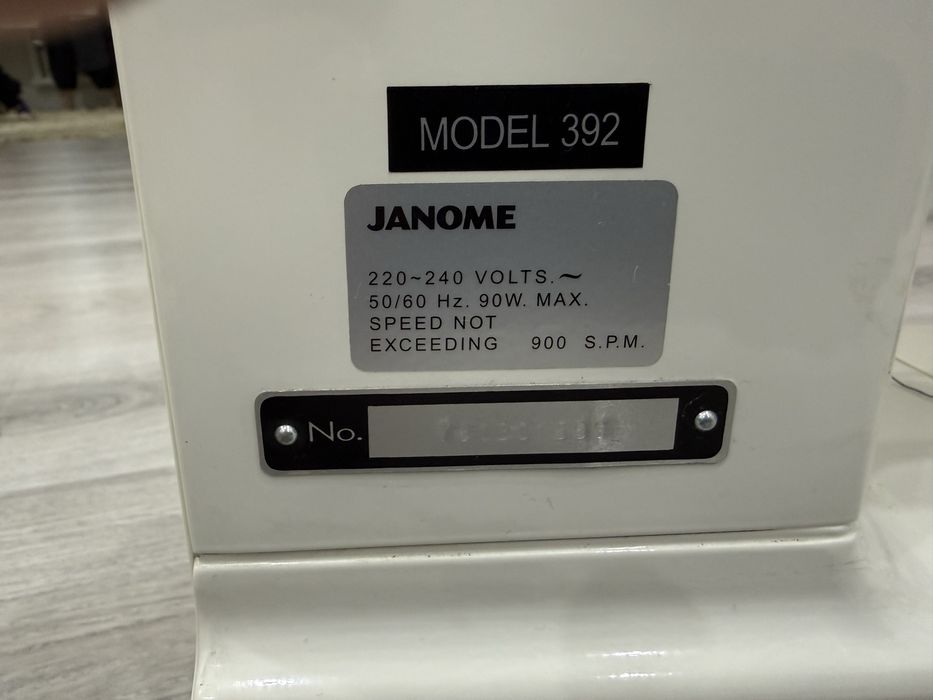 MODEL 392
JANOME
220~240 VOLTS.~
50/60 Hz. 90W. MAX.
SPEED NOT
EXCEEDING 900 S.P.M.
No.